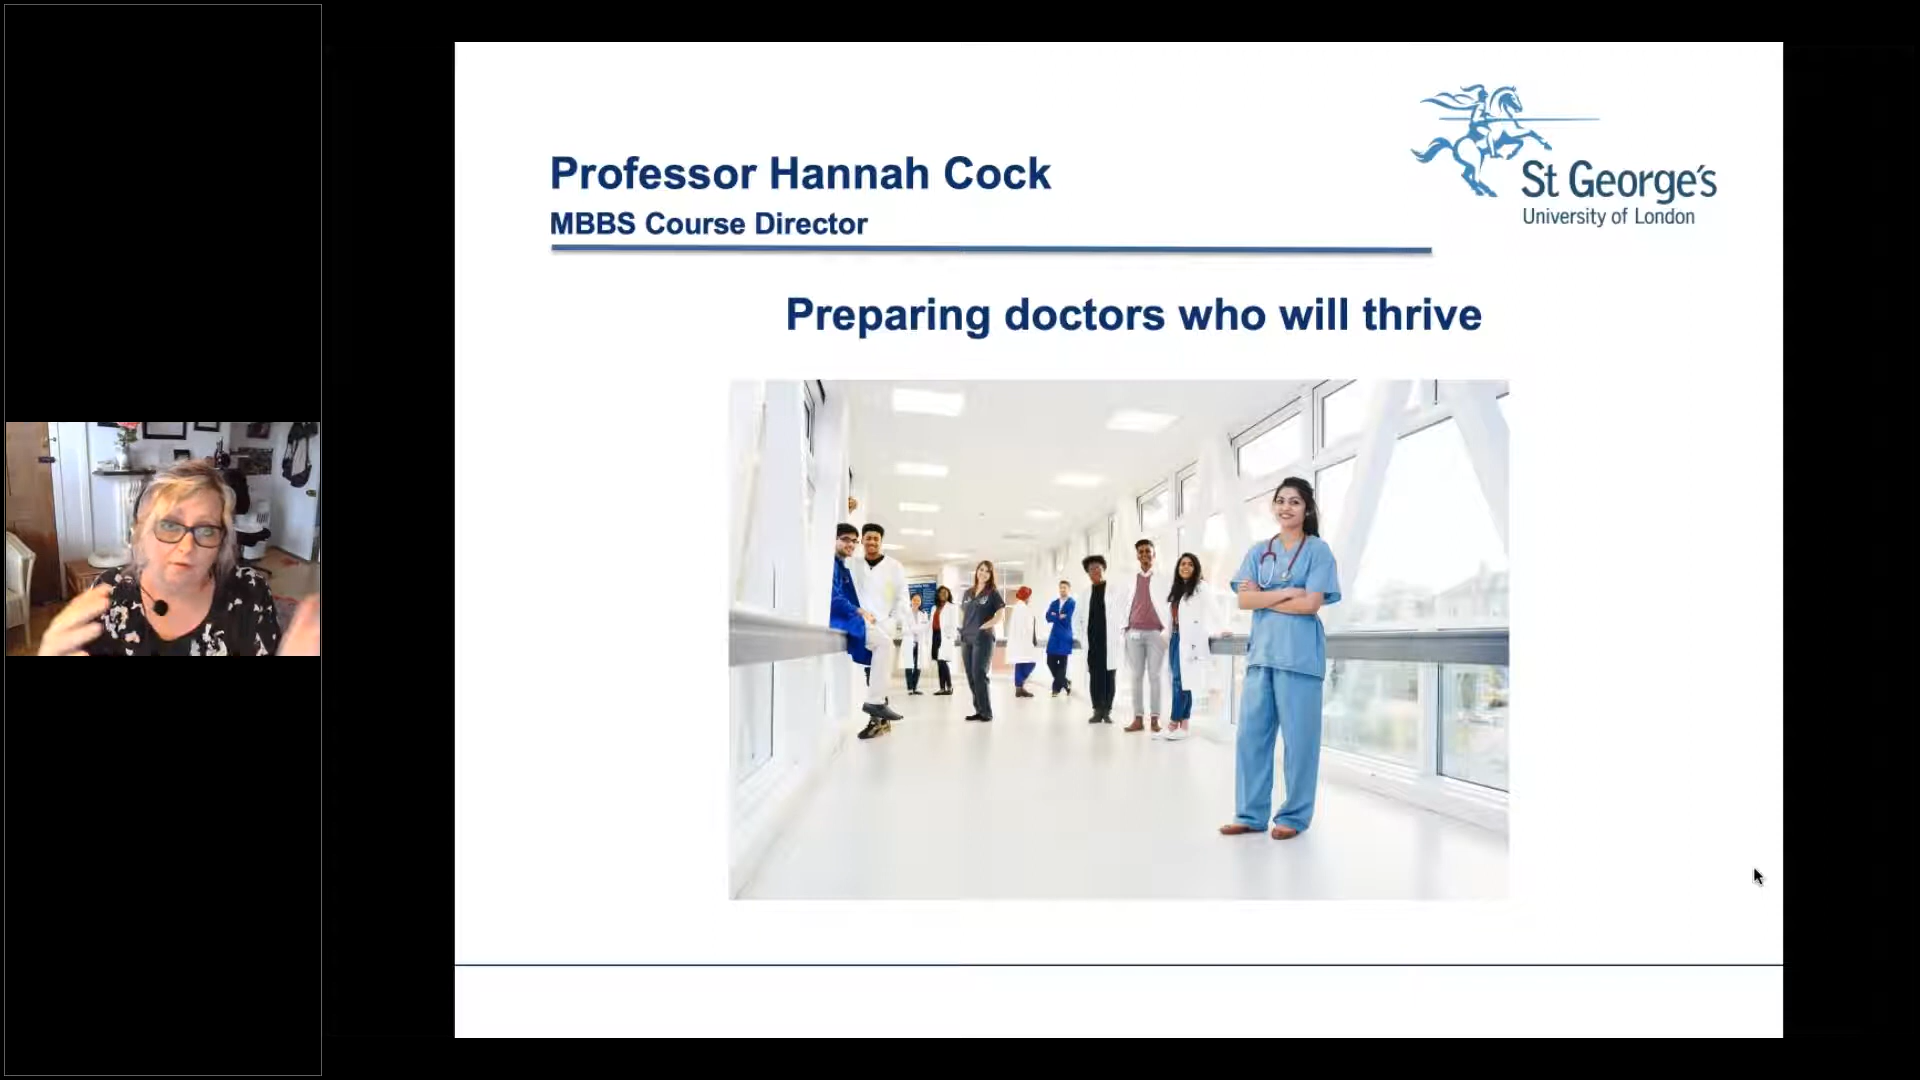 Professor Hannah Cock
MBBS Course Director
St George's
University of London
Preparing doctors who will thrive